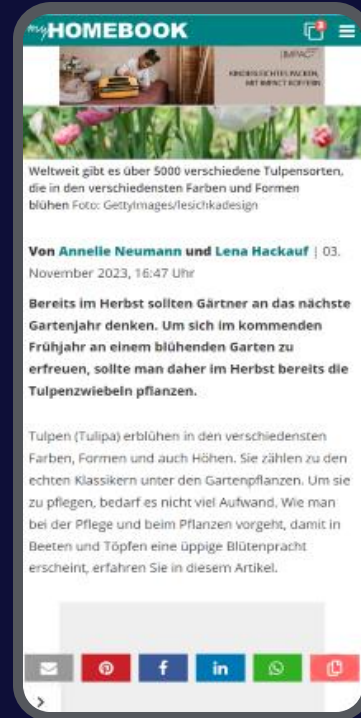 myHOMEBOOK
3
IMPACT
KINDERLEICHTES PACKEN,
MIT IMPACT KOFFERN
Weltweit gibt es über 5000 verschiedene Tulpensorten,
die in den verschiedensten Farben und Formen
blühen Foto: GettyImages/lesichkadesign
Von Annelie Neumann und Lena Hackauf | 03.
November 2023, 16:47 Uhr
Bereits im Herbst sollten Gärtner an das nächste
Gartenjahr denken. Um sich im kommenden
Frühjahr an einem blühenden Garten zu
erfreuen, sollte man daher im Herbst bereits die
Tulpenzwiebeln pflanzen.
Tulpen (Tulipa) erblühen in den verschiedensten
Farben, Formen und auch Höhen. Sie zählen zu den
echten Klassikern unter den Gartenpflanzen. Um sie
zu pflegen, bedarf es nicht viel Aufwand. Wie man
bei der Pflege und beim Pflanzen vorgeht, damit in
Beeten und Töpfen eine üppige Blütenpracht
erscheint, erfahren Sie in diesem Artikel.
f in